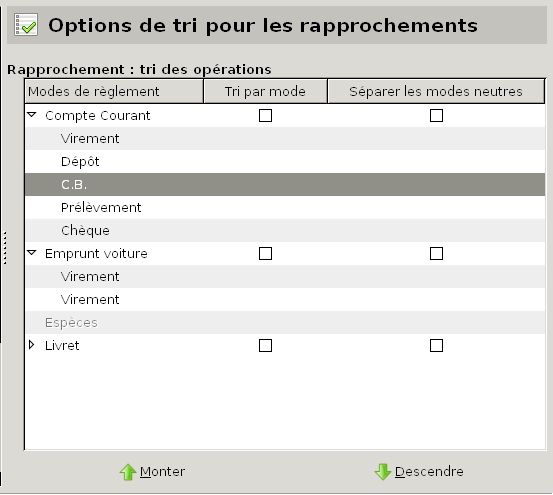 Options de tri pour les rapprochements
Rapprochement : tri des opérations
Modes de règlement Tri par mode Séparer les modes neutres
Compte Courant
Virement
Dépôt
C.B.
Prélèvement
Chèque
Emprunt voiture
Virement
Virement
Espèces
Livret
Monter Descendre